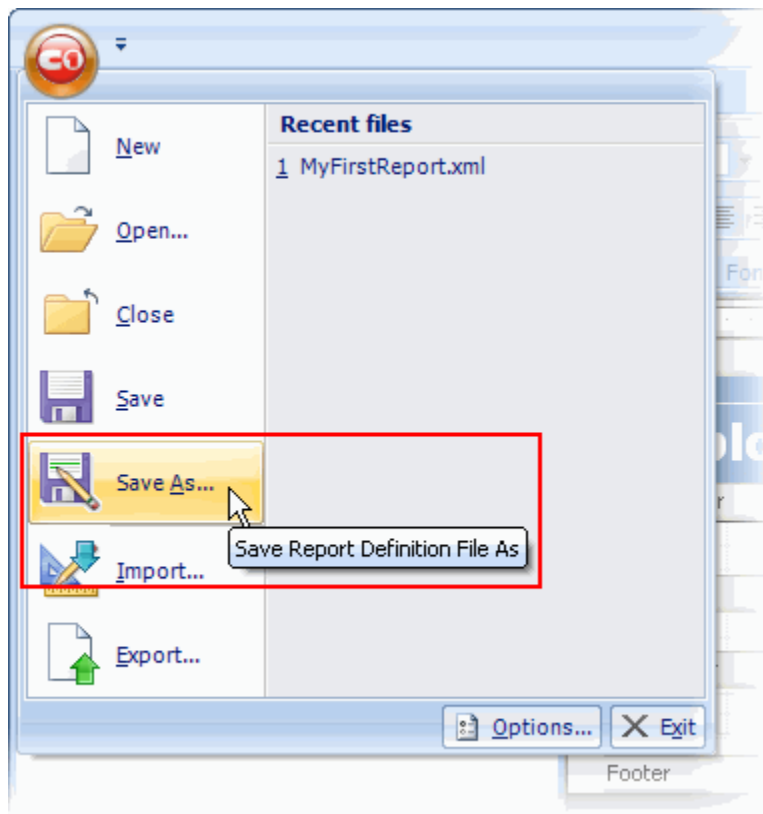 C1
Recent files
New
1 MyFirstReport.xml
Open...
Close
Save
Save As...
Save Report Definition File As
Import...
Export...
Options...
Exit
Footer